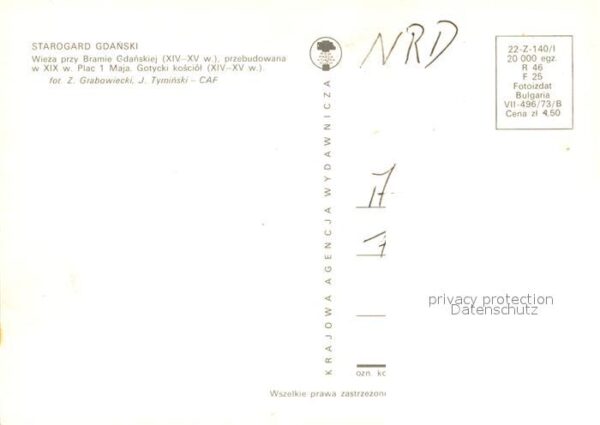 STAROGARD GDAŃSKI
Wieża przy Bramie Gdańskiej (XIV–XV w.), przebudowana
w XIX w. Plac 1 Maja. Gotycki kościół (XIV–XV w.).
fot. Z. Grabowiecki, J. Tymiński – CAF
KRAJOWA AGENCJA WYDAWNICZA
NRD
22-Z-140/I
20 000 egz.
R 46
F 25
Fotoizdat
Bulgaria
VII-496/73/B
Cena zł 4,50
privacy protection
Datenschutz
ozn. kc
Wszelkie prawa zastrzeżon